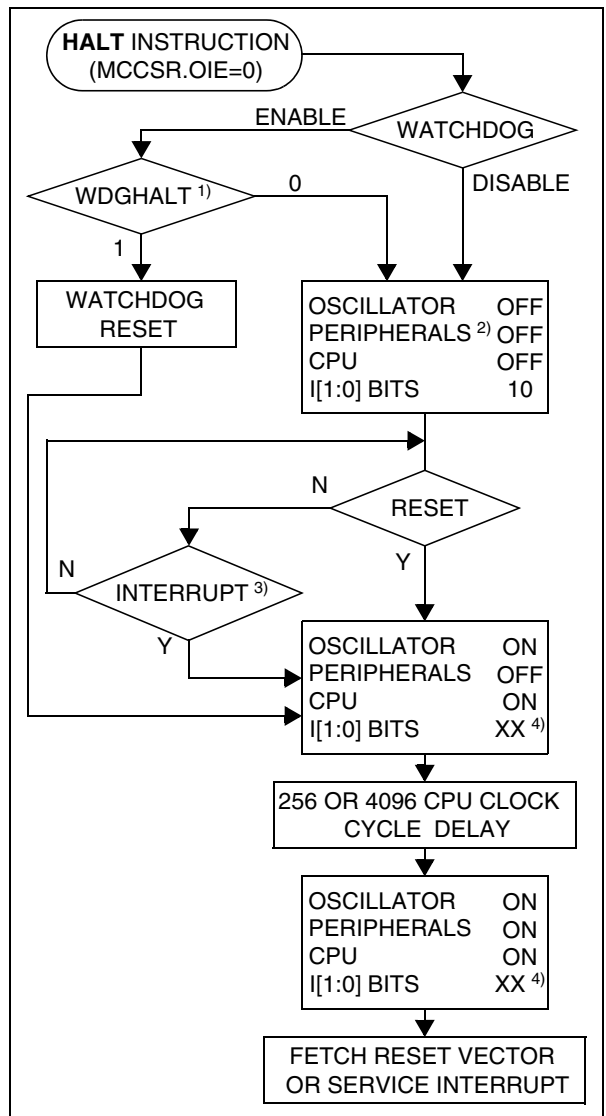 HALT INSTRUCTION
(MCCSR.OIE=0)
ENABLE
WATCHDOG
WDGHALT 1)
0
DISABLE
1
WATCHDOG
RESET
OSCILLATOR OFF
PERIPHERALS 2) OFF
CPU OFF
I[1:0] BITS 10
N
RESET
N
Y
INTERRUPT 3)
Y
OSCILLATOR ON
PERIPHERALS OFF
CPU ON
I[1:0] BITS XX 4)
256 OR 4096 CPU CLOCK
CYCLE DELAY
OSCILLATOR ON
PERIPHERALS ON
CPU ON
I[1:0] BITS XX 4)
FETCH RESET VECTOR
OR SERVICE INTERRUPT